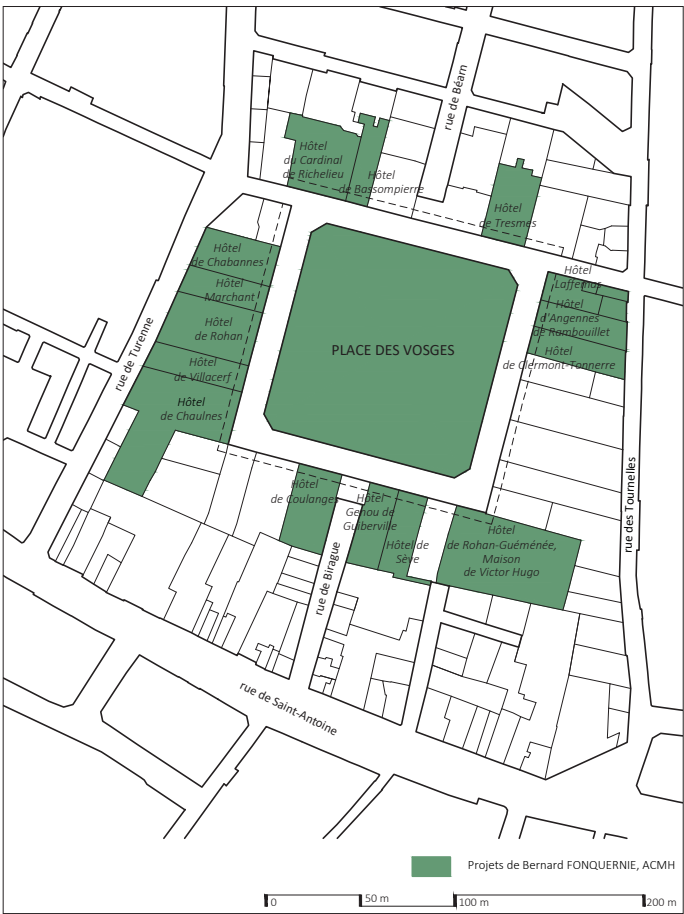 rue de Béarn
Hôtel
du Cardinal
de Richelieu
Hôtel
de Bassompierre
Hôtel
de Tresmes
Hôtel
de Chabannes
Hôtel
Marchant
Hôtel
de Rohan
Hôtel
de Villacerf
Hôtel
de Chaulnes
rue de Turenne
PLACE DES VOSGES
Hôtel
Laffemas
Hôtel
d'Angennes
de Rambouillet
Hôtel
de Clermont-Tonnerre
rue des Tournelles
Hôtel
de Coulanges
Hôtel
Genou de
Guiberville
Hôtel de
Sève
Hôtel
de Rohan-Guéménée,
Maison
de Victor Hugo
rue de Birague
rue de Saint-Antoine
Projets de Bernard FONQUERNIE, ACMH
0 50 m 100 m 200 m